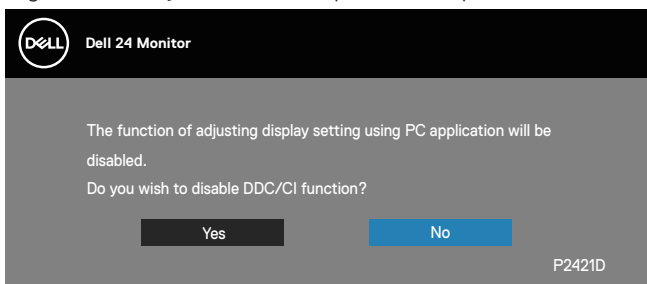 DELL
Dell 24 Monitor
The function of adjusting display setting using PC application will be
disabled.
Do you wish to disable DDC/CI function?
Yes
No
P2421D